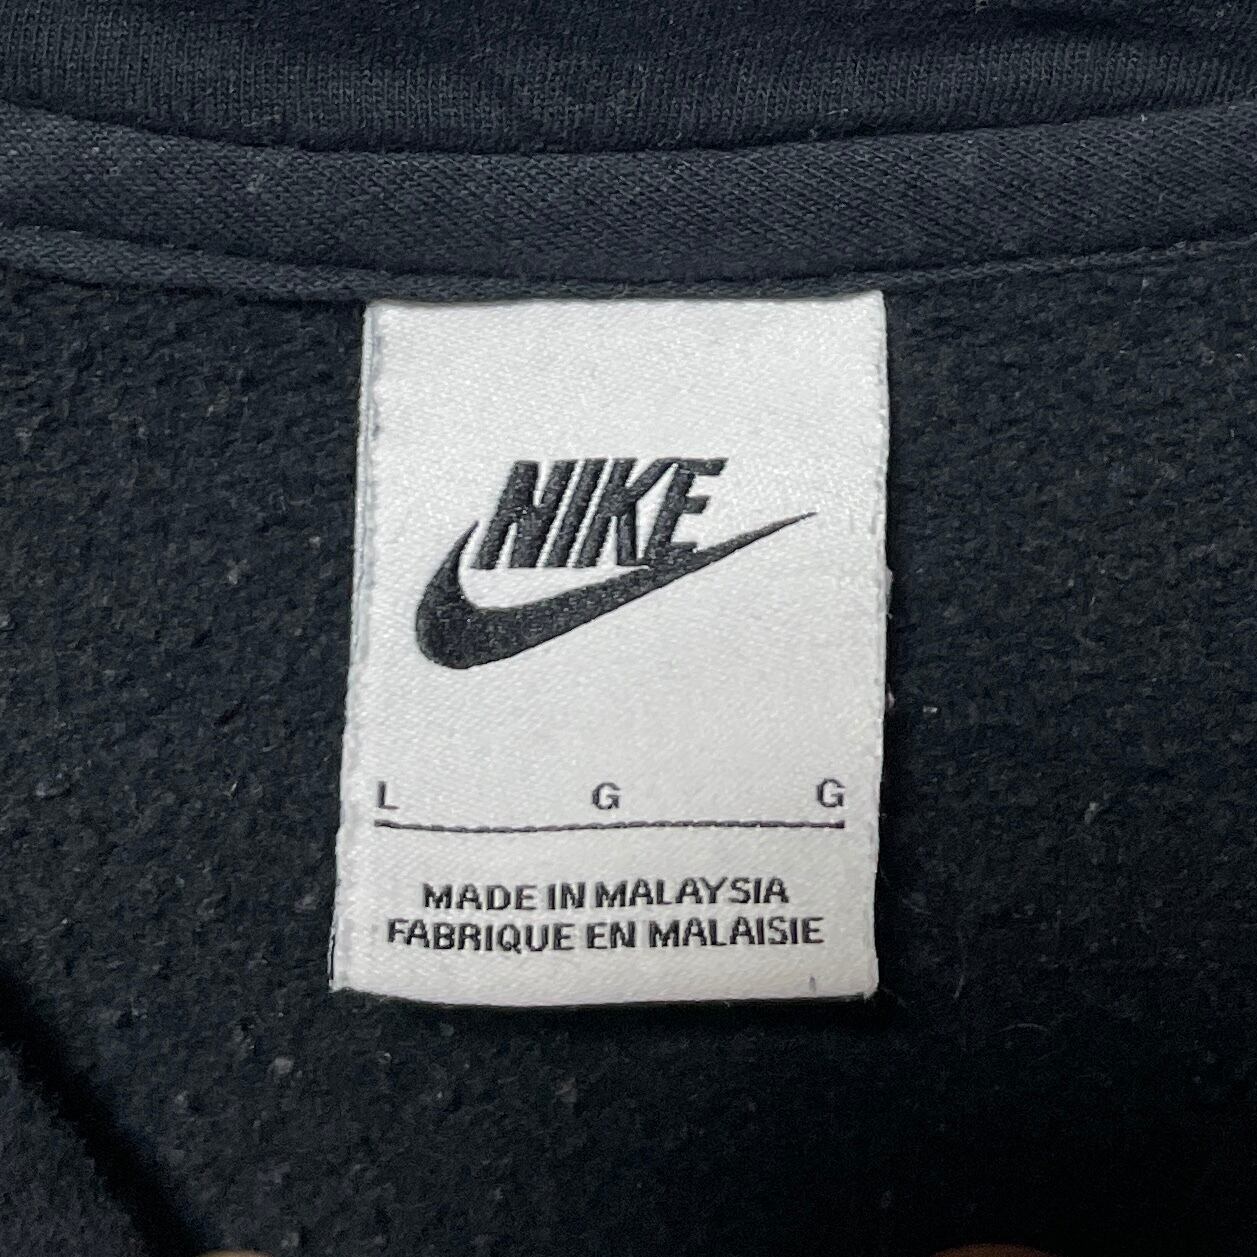 NIKE
L G G
MADE IN MALAYSIA
FABRIQUE EN MALAISIE